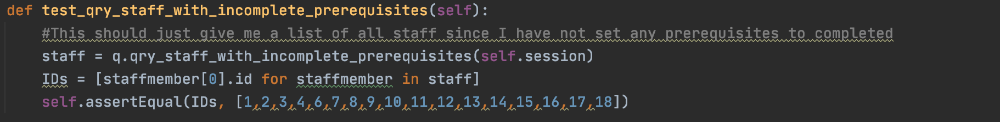 def test_qry_staff_with_incomplete_prerequisites(self):
    #This should just give me a list of all staff since I have not set any prerequisites to completed
    staff = q.qry_staff_with_incomplete_prerequisites(self.session)
    IDs = [staffmember[0].id for staffmember in staff]
    self.assertEqual(IDs, [1,2,3,4,6,7,8,9,10,11,12,13,14,15,16,17,18])